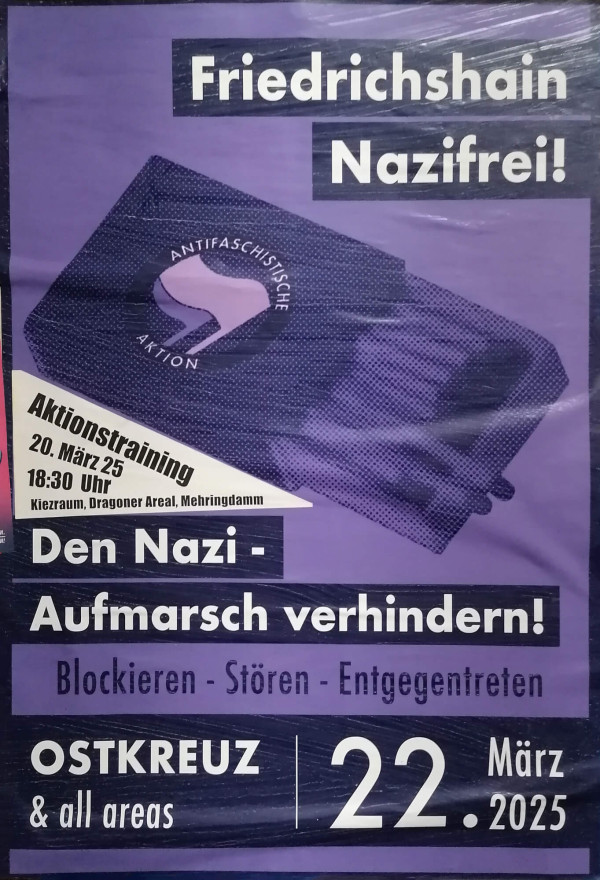 Friedrichshain
Nazifrei!
ANTIFASCHISTISCHE
AKTION
Aktionstraining
20. März 25
18:30 Uhr
Kiezraum, Dragoner Areal, Mehringdamm
Den Nazi -
Aufmarsch verhindern!
Blockieren - Stören - Entgegentreten
OSTKREUZ
& all areas
22. März
2025